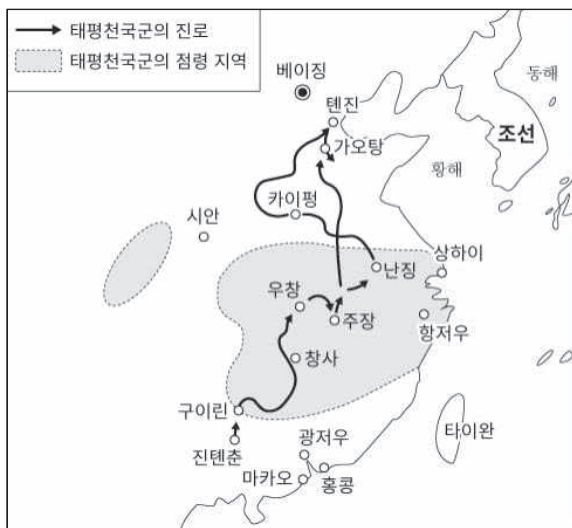 태평천국군의 진로
태평천국군의 점령 지역
베이징
동해
톈진
조선
가오탕
황해
카이펑
시안
상하이
난징
우창
주장
항저우
창사
구이린
타이완
광저우
진톈춘
마카오
홍콩